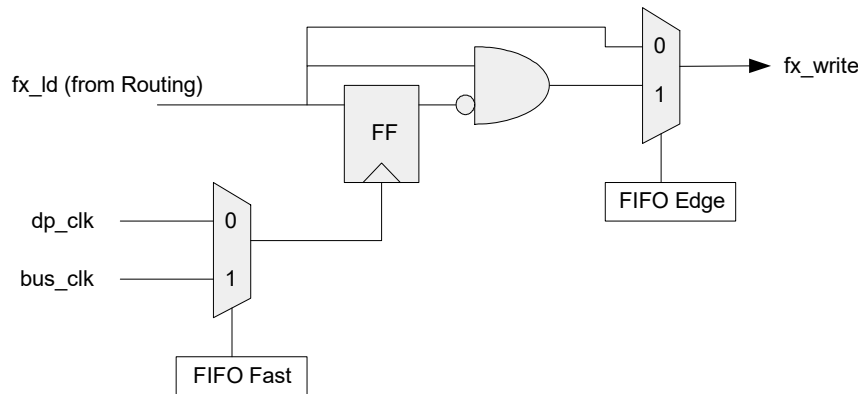 0
fx_write
fx_ld (from Routing)
1
FF
FIFO Edge
dp_clk
0
bus_clk
1
FIFO Fast